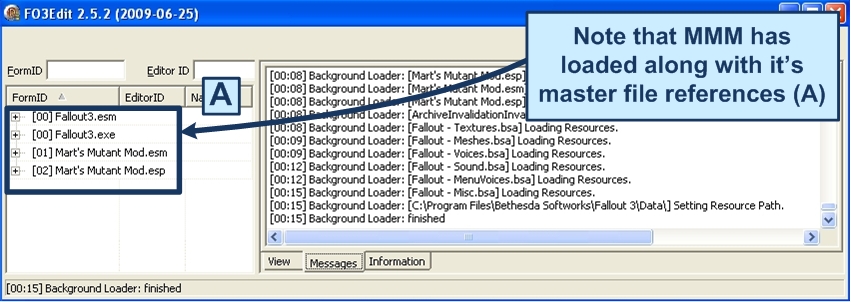 FO3Edit 2.5.2 (2009-06-25)
Note that MMM has
loaded along with it's
master file references (A)
FormID
Editor ID
A
FormID EditorID
[00] Fallout3.esm
[00] Fallout3.exe
[01] Mart's Mutant Mod.esm
[02] Mart's Mutant Mod.esp
[00:08] Background Loader: [Mart's Mutant Mod.esp]
[00:08] Background Loader: [Mart's Mutant Mod.esm]
[00:08] Background Loader: [Mart's Mutant Mod.esp]
[00:08] Background Loader: [ArchiveInvalidationInva
[00:08] Background Loader: [Fallout - Textures.bsa] Loading Resources.
[00:09] Background Loader: [Fallout - Meshes.bsa] Loading Resources.
[00:09] Background Loader: [Fallout - Voices.bsa] Loading Resources.
[00:12] Background Loader: [Fallout - Sound.bsa] Loading Resources.
[00:12] Background Loader: [Fallout - MenuVoices.bsa] Loading Resources.
[00:15] Background Loader: [Fallout - Misc.bsa] Loading Resources.
[00:15] Background Loader: [C:\Program Files\Bethesda Softworks\Fallout 3\Data\] Setting Resource Path.
[00:15] Background Loader: finished
View Messages Information
[00:15] Background Loader: finished